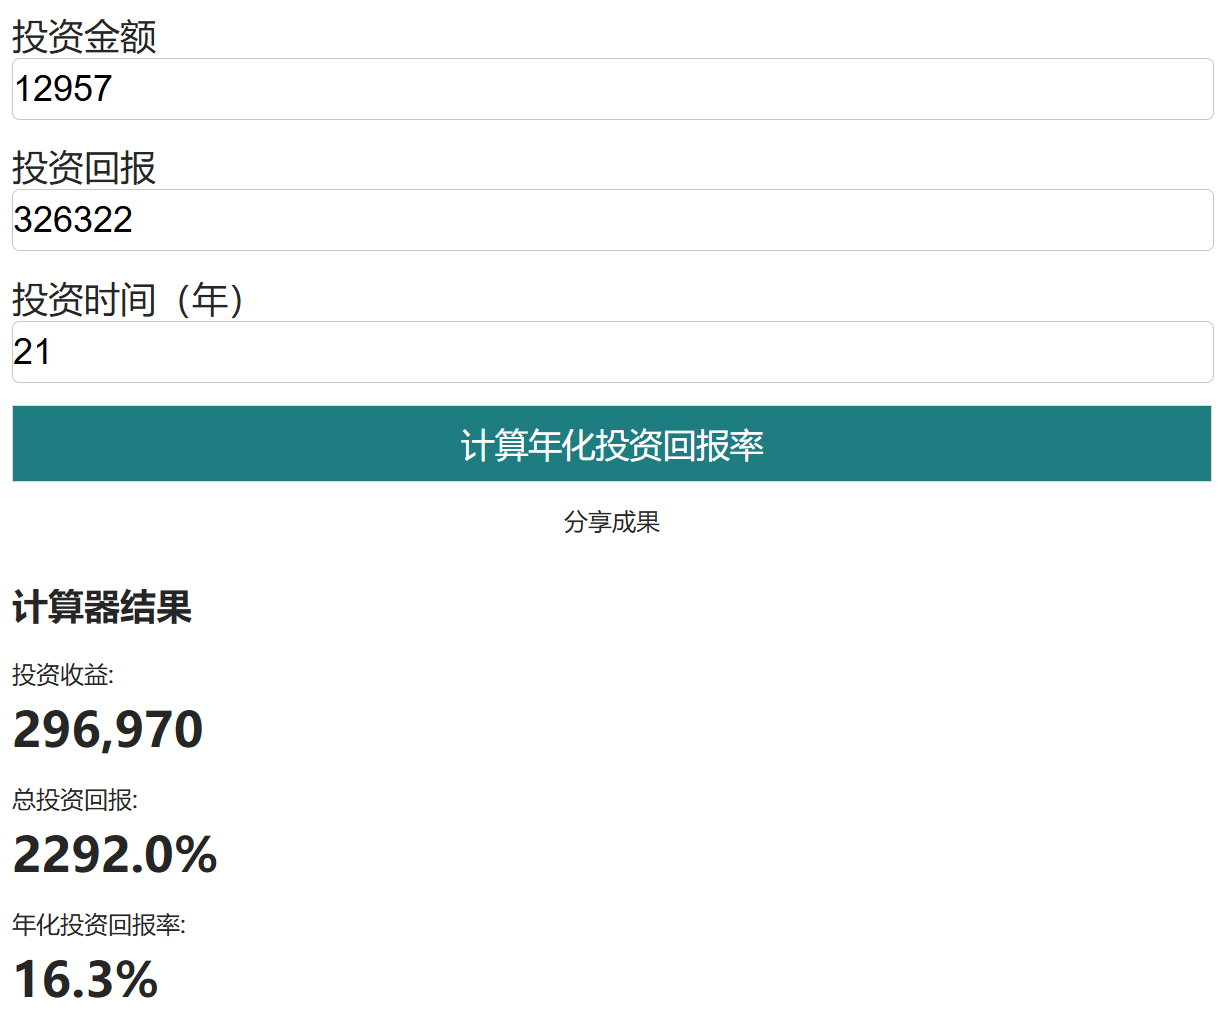 投资金额
12957
投资回报
326322
投资时间（年）
21
计算年化投资回报率
分享成果
计算器结果
投资收益:
296,970
总投资回报:
2292.0%
年化投资回报率:
16.3%